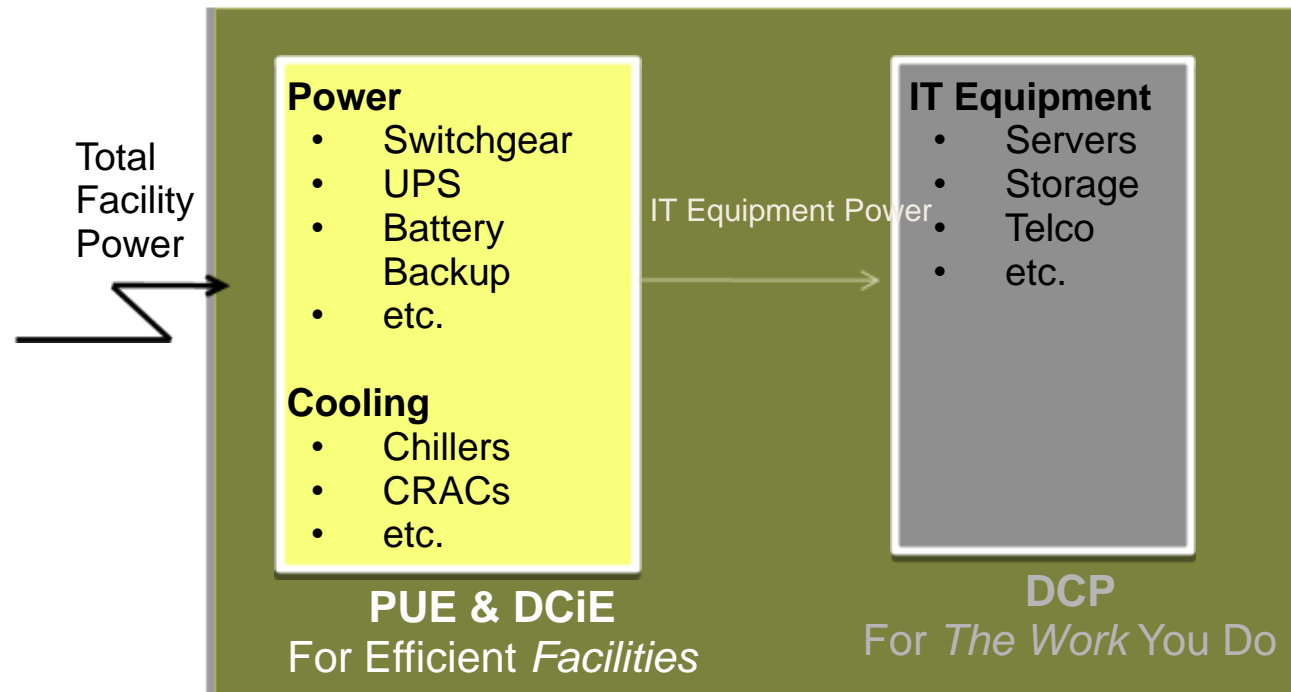 Total
Facility
Power
Power
• Switchgear
• UPS
• Battery
Backup
• etc.
Cooling
• Chillers
• CRACs
• etc.
PUE & DCiE
For Efficient Facilities
IT Equipment Power
IT Equipment
• Servers
• Storage
• Telco
• etc.
DCP
For The Work You Do